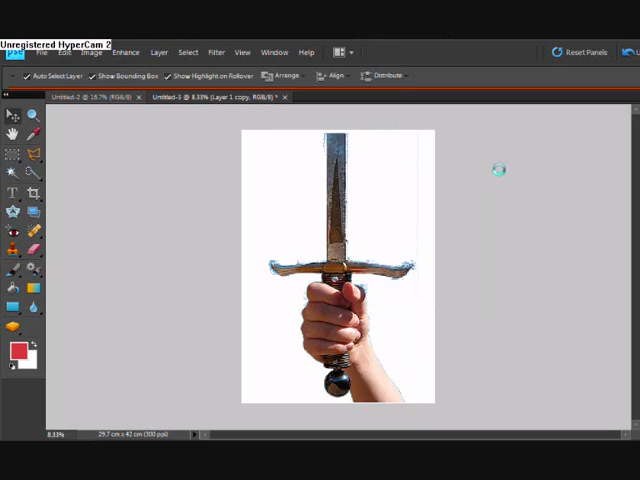 Unregistered HyperCam 2
pse File Edit Image Enhance Layer Select Filter View Window Help Reset Panels
Auto Select Layer Show Bounding Box Show Highlight on Rollover Arrange Align Distribute
Untitled-2 @ 16,7% (RGB/8) × Untitled-3 @ 8,33% (Layer 1 copy, RGB/8) * ×
8,33% 29,7 cm x 42 cm (300 ppi)